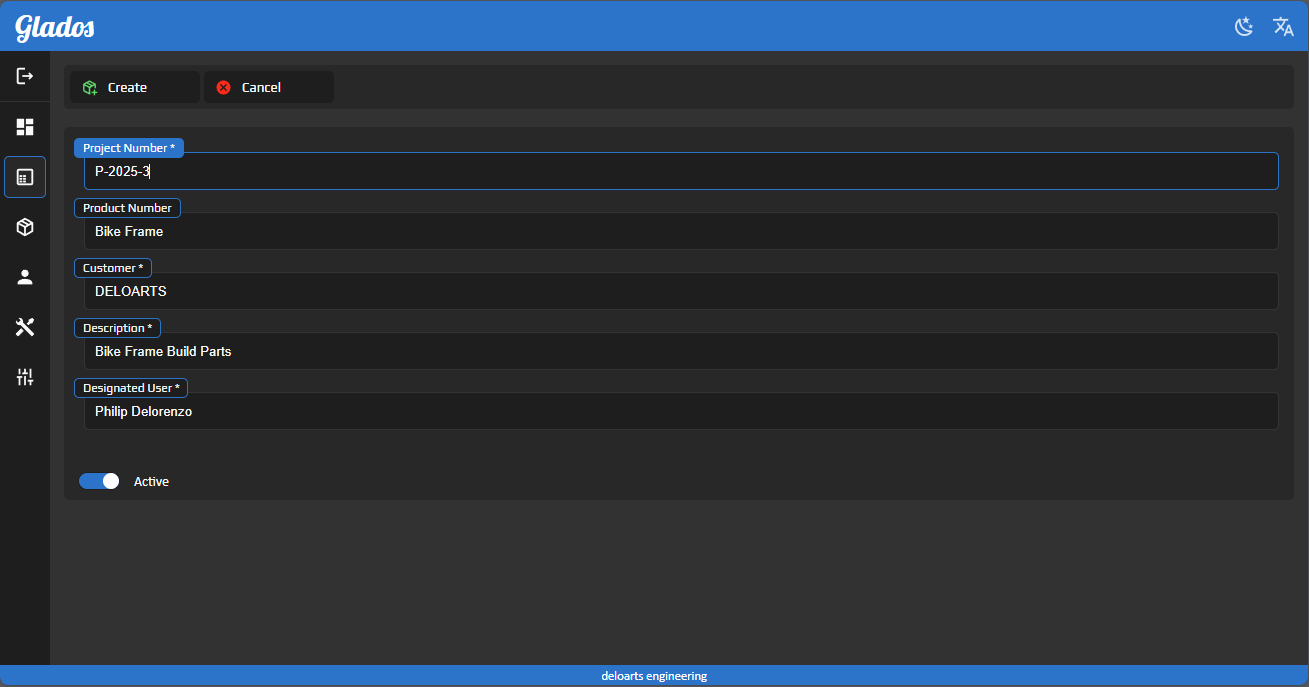 Glados
Create
Cancel
Project Number *
P-2025-3
Product Number
Bike Frame
Customer *
DELOARTS
Description *
Bike Frame Build Parts
Designated User *
Philip Delorenzo
Active
deloarts engineering